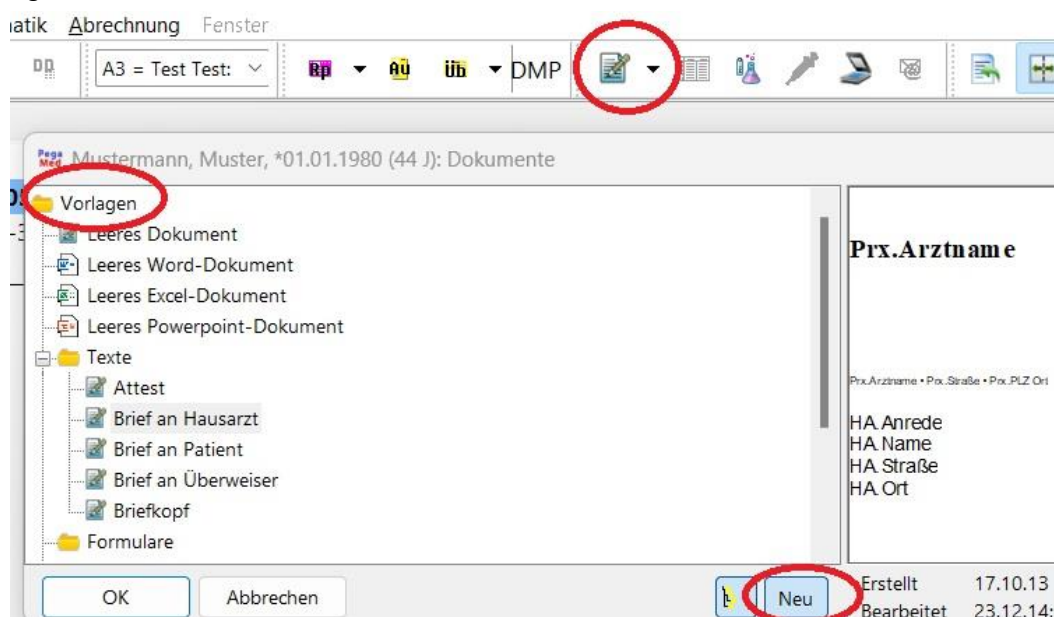 Abrechnung Fenster
A3 = Test Test: Rp Aü Üb DMP
Mustermann, Muster, *01.01.1980 (44 J): Dokumente
Vorlagen
Leeres Dokument
Leeres Word-Dokument
Leeres Excel-Dokument
Leeres Powerpoint-Dokument
Texte
Attest
Brief an Hausarzt
Brief an Patient
Brief an Überweiser
Briefkopf
Formulare
OK Abbrechen Neu
Prx.Arztname
Prx.Arztname • Prx.Straße • Prx.PLZ Ort
HA.Anrede
HA.Name
HA.Straße
HA.Ort
Erstellt 17.10.13
Bearbeitet 23.12.14: